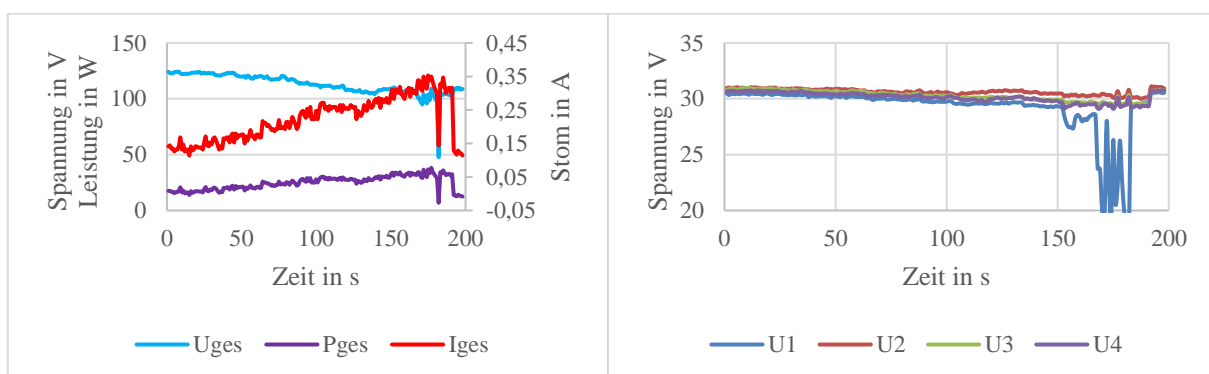 150
100
50
0
Spannung in V
Leistung in W
0,45
0,35
0,25
0,15
0,05
-0,05
Stom in A
0 50 100 150 200
Zeit in s
Uges Pges Iges
35
30
25
20
Spannung in V
0 50 100 150 200
Zeit in s
U1 U2 U3 U4